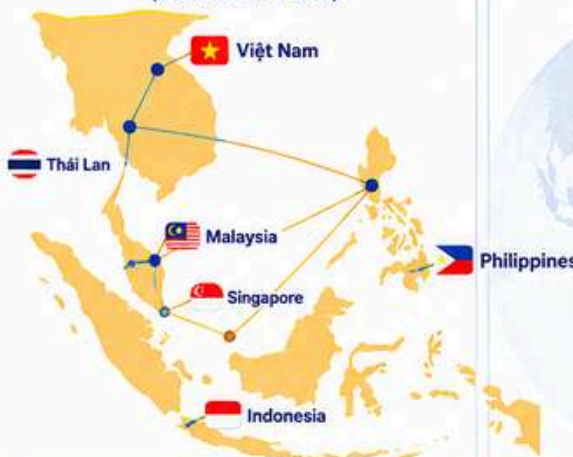 Việt Nam
Thái Lan
Malaysia
Philippines
Singapore
Indonesia